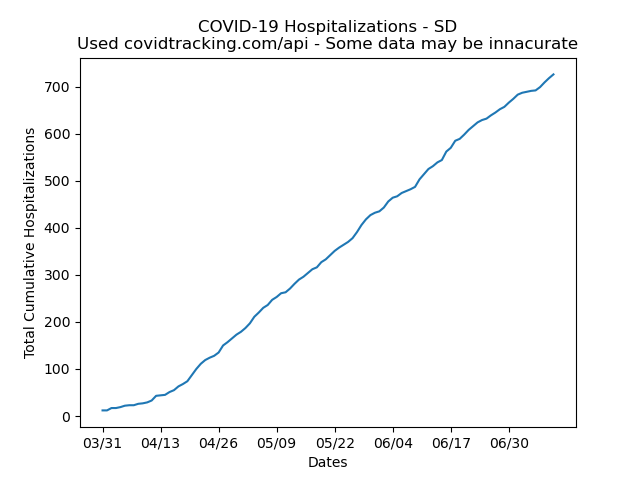 COVID-19 Hospitalizations - SD
Used covidtracking.com/api - Some data may be innacurate
Total Cumulative Hospitalizations
700
600
500
400
300
200
100
0
03/31 04/13 04/26 05/09 05/22 06/04 06/17 06/30
Dates